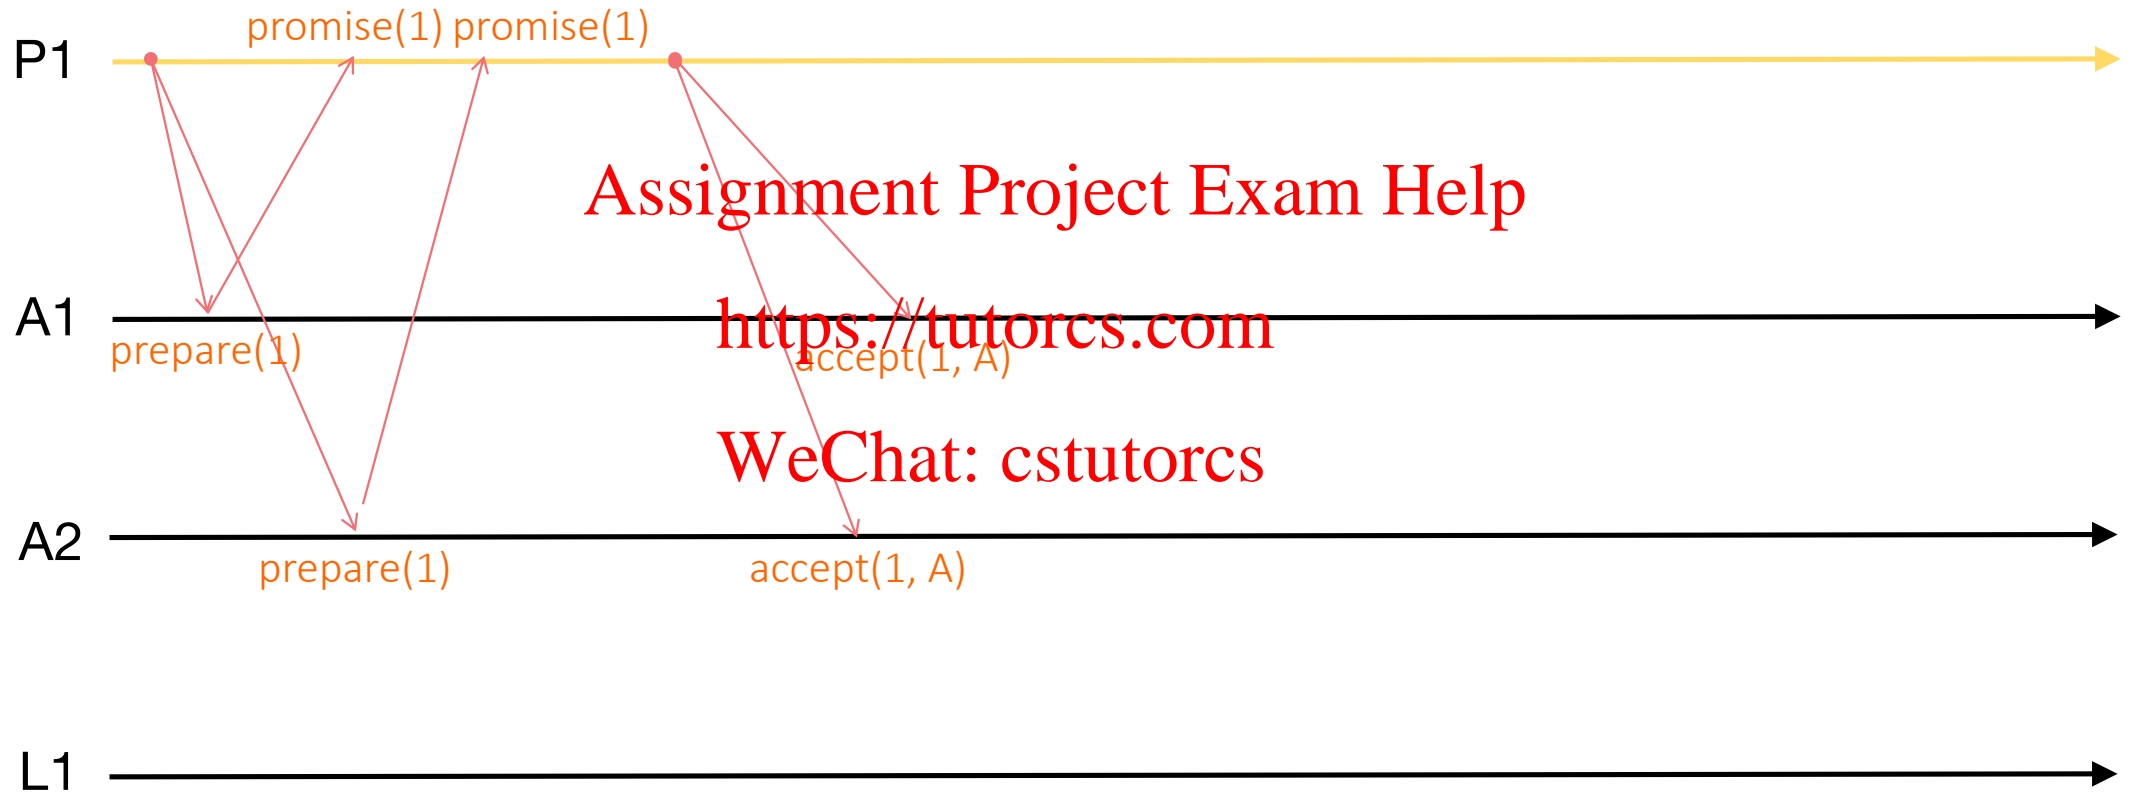 promise(1) promise(1)
P1
Assignment Project Exam Help
A1
https://tutorcs.com
prepare(1)
accept(1, A)
WeChat: cstutorcs
A2
prepare(1)
accept(1, A)
L1